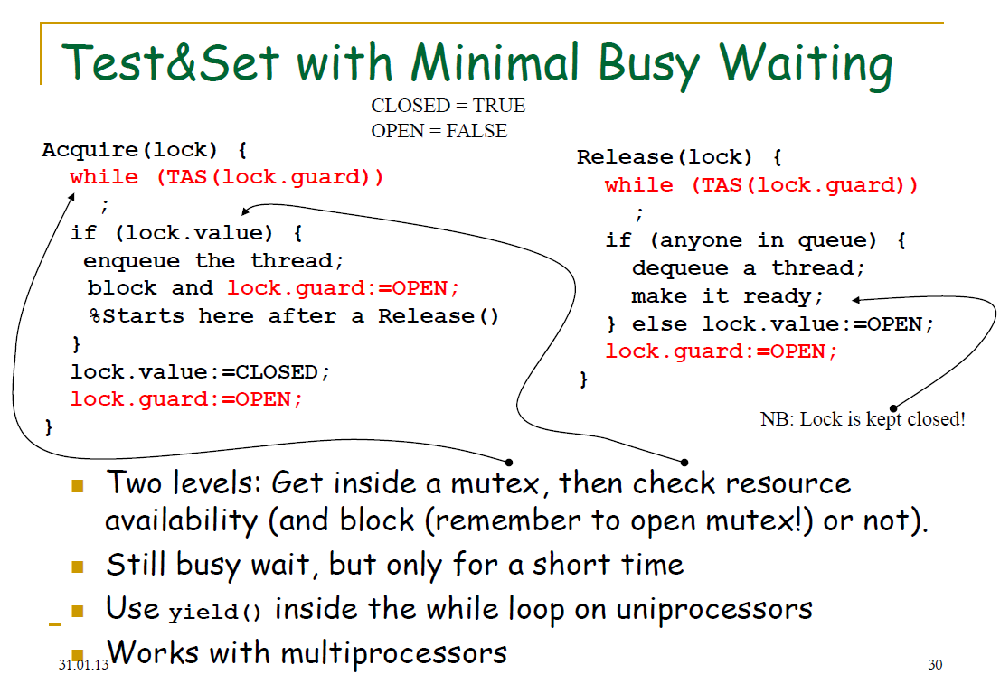 Test&Set with Minimal Busy Waiting
CLOSED = TRUE
OPEN = FALSE
Acquire(lock) {
while (TAS(lock.guard))
;
if (lock.value) {
enqueue the thread;
block and lock.guard:=OPEN;
%Starts here after a Release()
}
lock.value:=CLOSED;
lock.guard:=OPEN;
}
Release(lock) {
while (TAS(lock.guard))
;
if (anyone in queue) {
dequeue a thread;
make it ready;
} else lock.value:=OPEN;
lock.guard:=OPEN;
}
NB: Lock is kept closed!
Two levels: Get inside a mutex, then check resource
availability (and block (remember to open mutex!) or not).
Still busy wait, but only for a short time
Use yield() inside the while loop on uniprocessors
Works with multiprocessors
31.01.13
30